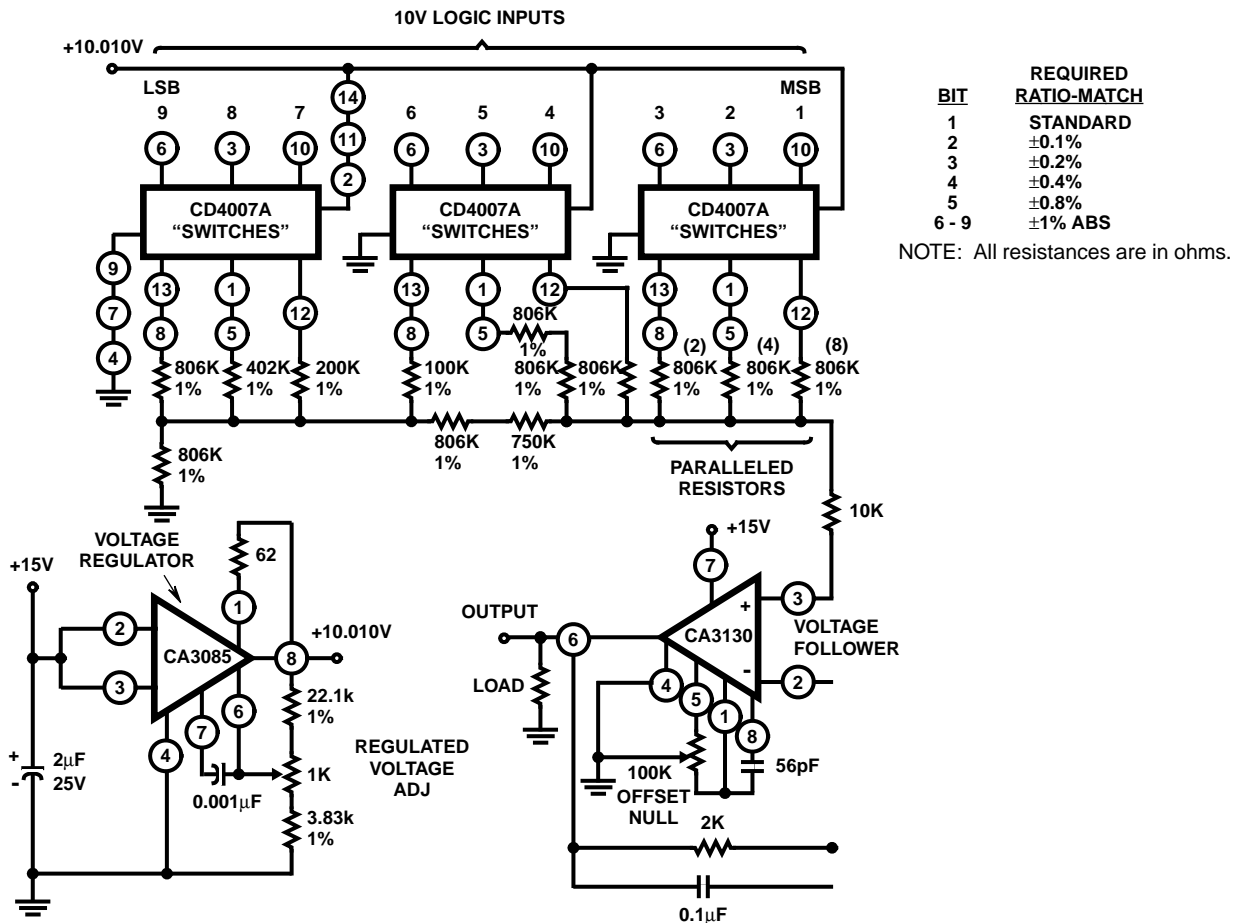 10V LOGIC INPUTS
+10.010V
LSB
MSB
9 8 7 6 5 4 3 2 1
14
11
2
6 3 10 6 3 10 6 3 10
CD4007A
“SWITCHES”
CD4007A
“SWITCHES”
CD4007A
“SWITCHES”
9
7
4
13 1 12 13 1 12 13 1 12
8 5 8 5 8 5
806K
1%
402K
1%
200K
1%
100K
1%
806K
1%
806K
1%
806K
1%
(2)
806K
1%
(4)
806K
1%
(8)
806K
1%
806K
1%
750K
1%
806K
1%
PARALLELED
RESISTORS
10K
REQUIRED
BIT RATIO-MATCH
1 STANDARD
2 ±0.1%
3 ±0.2%
4 ±0.4%
5 ±0.8%
6 - 9 ±1% ABS
NOTE: All resistances are in ohms.
VOLTAGE
REGULATOR
+15V
62
1
2
3
CA3085
8
+10.010V
6
7
4
22.1k
1%
1K
3.83k
1%
0.001µF
+
-
2µF
25V
REGULATED
VOLTAGE
ADJ
+15V
7
OUTPUT
6
LOAD
CA3130
+
-
3
2
VOLTAGE
FOLLOWER
4
5
1
8
100K
OFFSET
NULL
56pF
2K
0.1µF